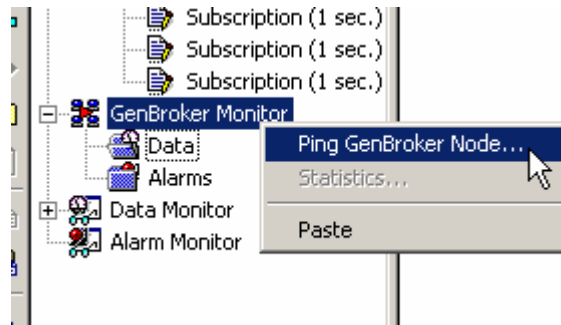 Subscription (1 sec.)
Subscription (1 sec.)
Subscription (1 sec.)
GenBroker Monitor
Ping GenBroker Node...
Data
Statistics...
Alarms
Data Monitor
Paste
Alarm Monitor